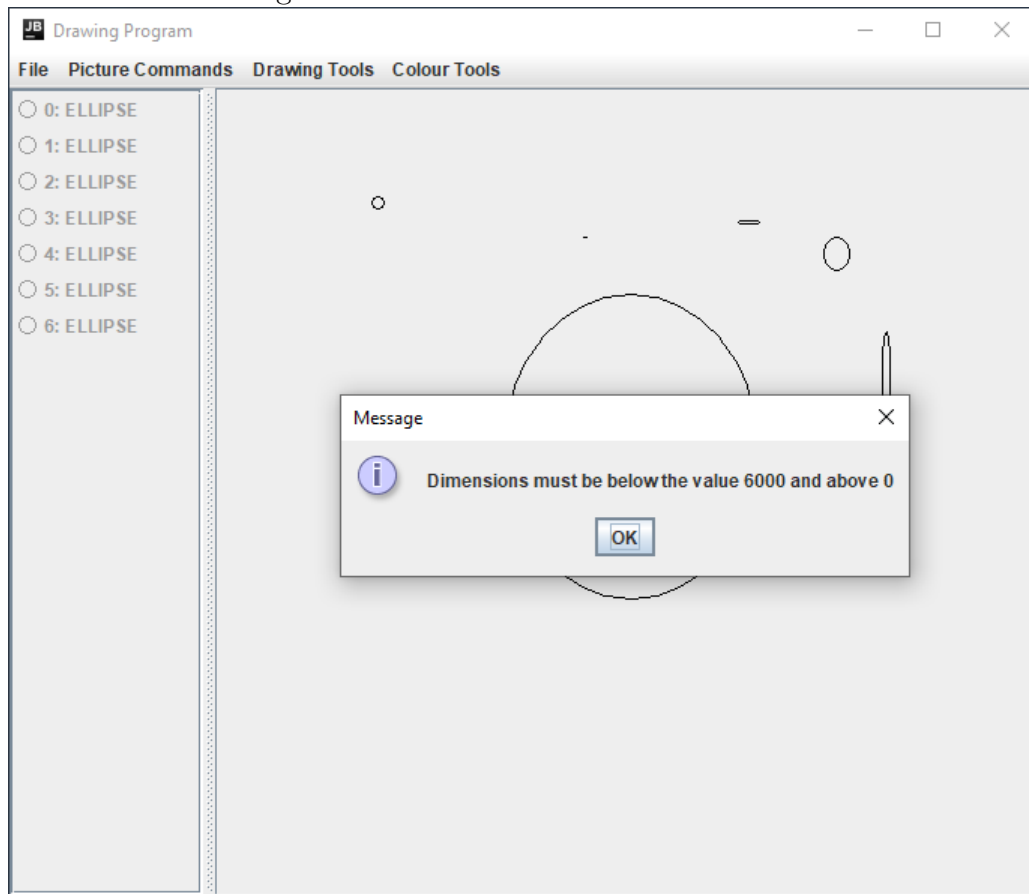 JB Drawing Program
File Picture Commands Drawing Tools Colour Tools
0: ELLIPSE
1: ELLIPSE
2: ELLIPSE
3: ELLIPSE
4: ELLIPSE
5: ELLIPSE
6: ELLIPSE
Message
i
Dimensions must be below the value 6000 and above 0
OK